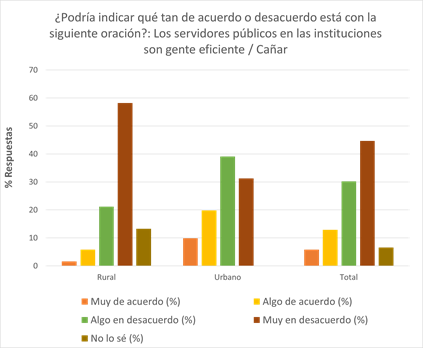 ¿Podría indicar qué tan de acuerdo o desacuerdo está con la
siguiente oración?: Los servidores públicos en las instituciones
son gente eficiente / Cañar
% Respuestas
70
60
50
40
30
20
10
0
Rural
Urbano
Total
Muy de acuerdo (%)
Algo de acuerdo (%)
Algo en desacuerdo (%)
Muy en desacuerdo (%)
No lo sé (%)